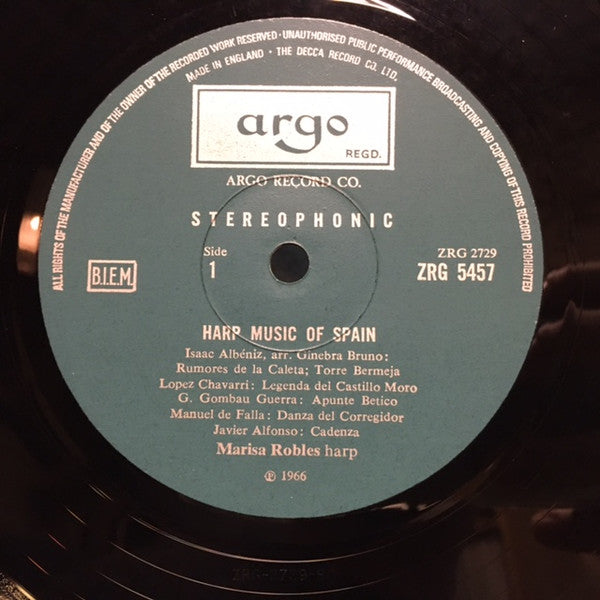 ALL RIGHTS OF THE MANUFACTURER AND OF THE OWNER OF THE RECORDED WORK RESERVED · UNAUTHORISED PUBLIC PERFORMANCE BROADCASTING AND COPYING OF THIS RECORD PROHIBITED
MADE IN ENGLAND · THE DECCA RECORD CO. LTD.
argo
REGD.
ARGO RECORD CO.
STEREOPHONIC
Side
1
ZRG 2729
ZRG 5457
B.I.E.M.
HARP MUSIC OF SPAIN
Isaac Albéniz, arr. Ginebra Bruno:
Rumores de la Caleta; Torre Bermeja
Lopez Chavarri: Legenda del Castillo Moro
G. Gombau Guerra: Apunte Betico
Manuel de Falla: Danza del Corregidor
Javier Alfonso: Cadenza
Marisa Robles harp
℗ 1966